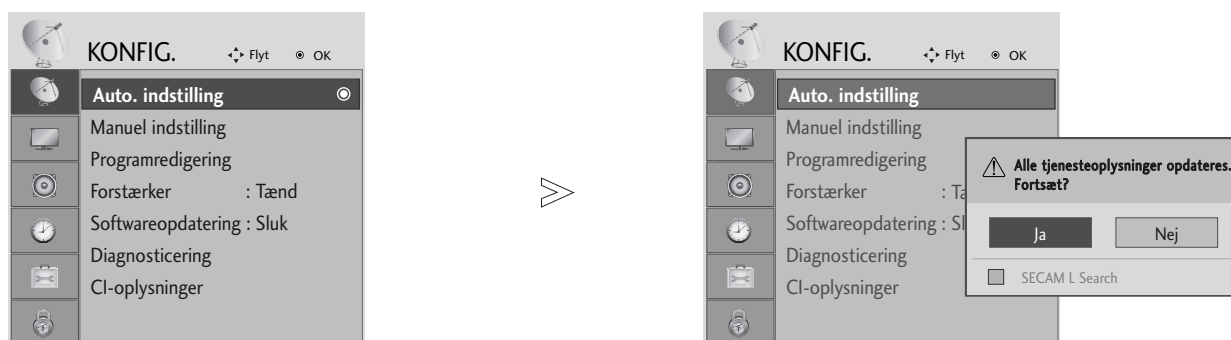 KONFIG. Flyt OK
Auto. indstilling
Manuel indstilling
Programredigering
Forstærker : Tænd
Softwareopdatering : Sluk
Diagnosticering
CI-oplysninger
KONFIG. Flyt OK
Auto. indstilling
Manuel indstilling
Programredigering
Forstærker : Tæ
Softwareopdatering : Sl
Diagnosticering
CI-oplysninger
Alle tjenesteoplysninger opdateres.
Fortsæt?
Ja Nej
SECAM L Search